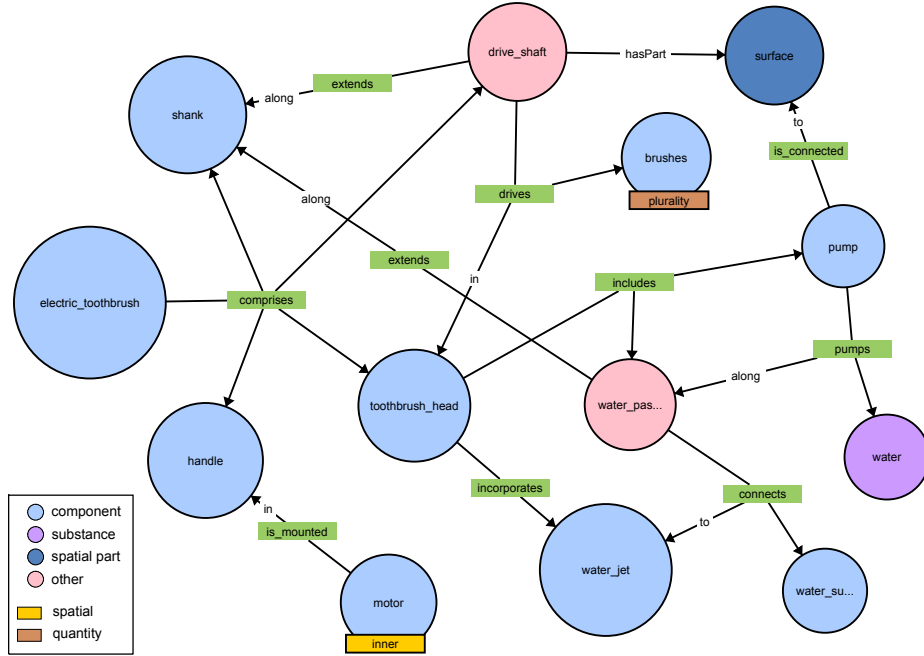 drive_shaft
hasPart
surface
extends
along
shank
to
is_connected
brushes
plurality
drives
along
pump
in
extends
includes
electric_toothbrush
comprises
pumps
along
toothbrush_head
water_pas...
handle
water
incorporates
connects
in
is_mounted
to
water_jet
water_su...
motor
inner
component
substance
spatial part
other
spatial
quantity